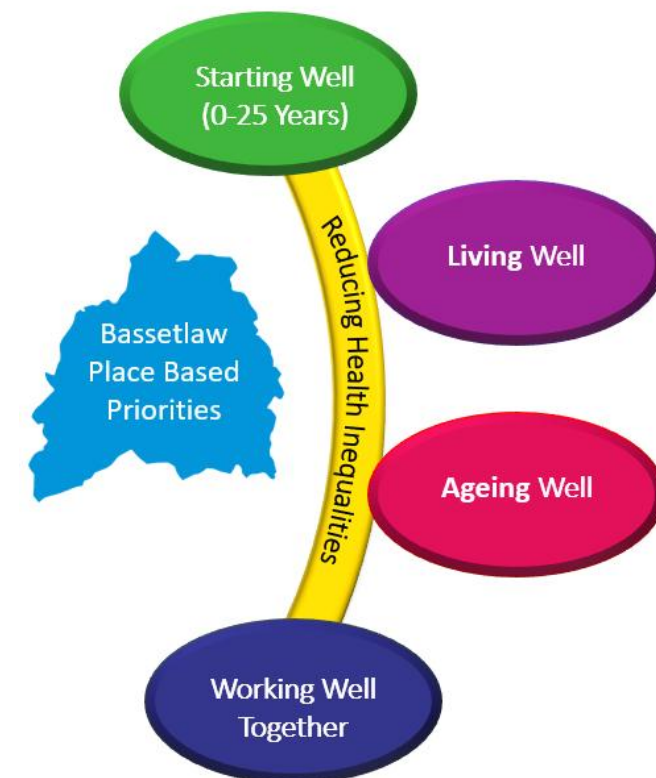 Starting Well
(0-25 Years)
Reducing Health Inequalities
Living Well
Bassetlaw
Place Based
Priorities
Ageing Well
Working Well
Together